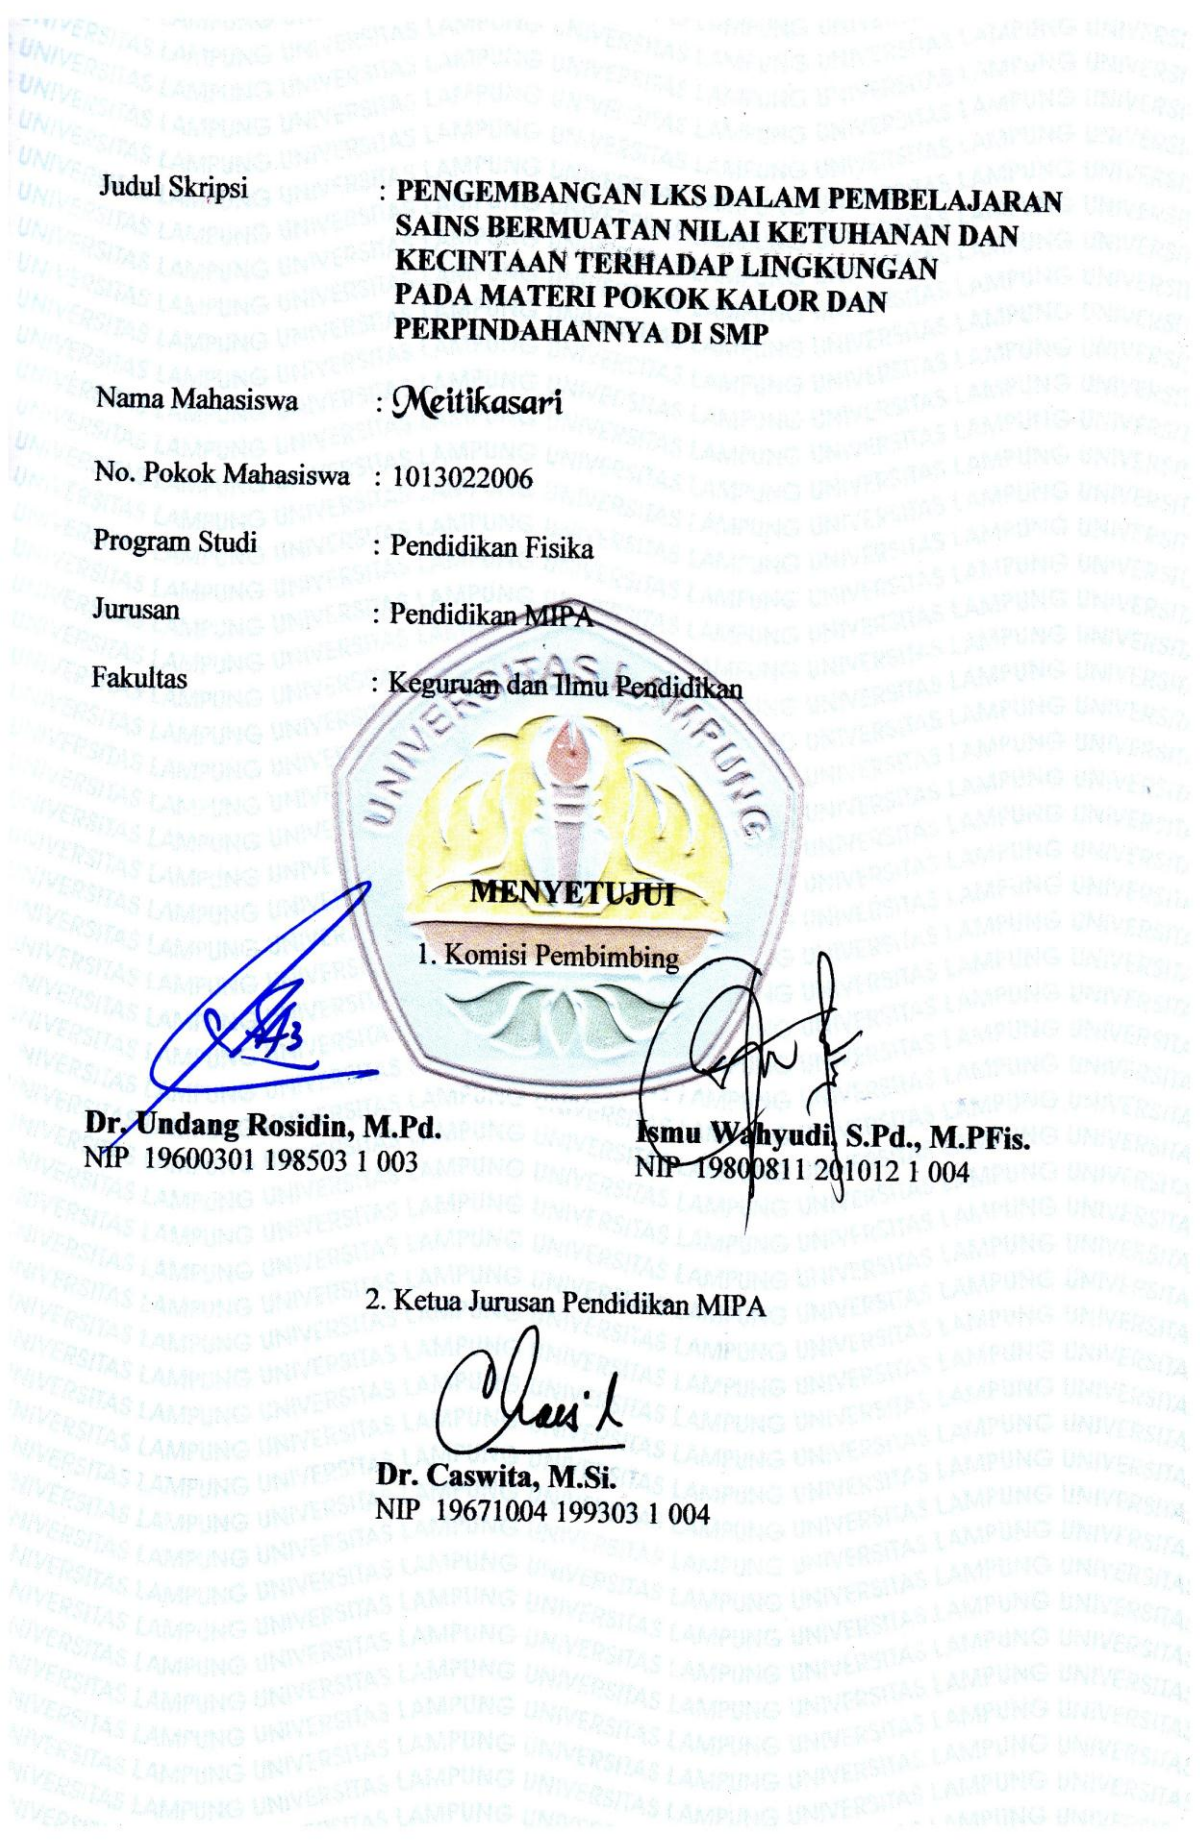 Judul Skripsi : PENGEMBANGAN LKS DALAM PEMBELAJARAN
SAINS BERMUATAN NILAI KETUHANAN DAN
KECINTAAN TERHADAP LINGKUNGAN
PADA MATERI POKOK KALOR DAN
PERPINDAHANNYA DI SMP
Nama Mahasiswa : Meitikasari
No. Pokok Mahasiswa : 1013022006
Program Studi : Pendidikan Fisika
Jurusan : Pendidikan MIPA
Fakultas : Keguruan dan Ilmu Pendidikan
UNIVERSITAS LAMPUNG
MENYETUJUI
1. Komisi Pembimbing
Dr. Undang Rosidin, M.Pd. Ismu Wahyudi, S.Pd., M.PFis.
NIP 19600301 198503 1 003 NIP 19800811 201012 1 004
2. Ketua Jurusan Pendidikan MIPA
Dr. Caswita, M.Si.
NIP 19671004 199303 1 004